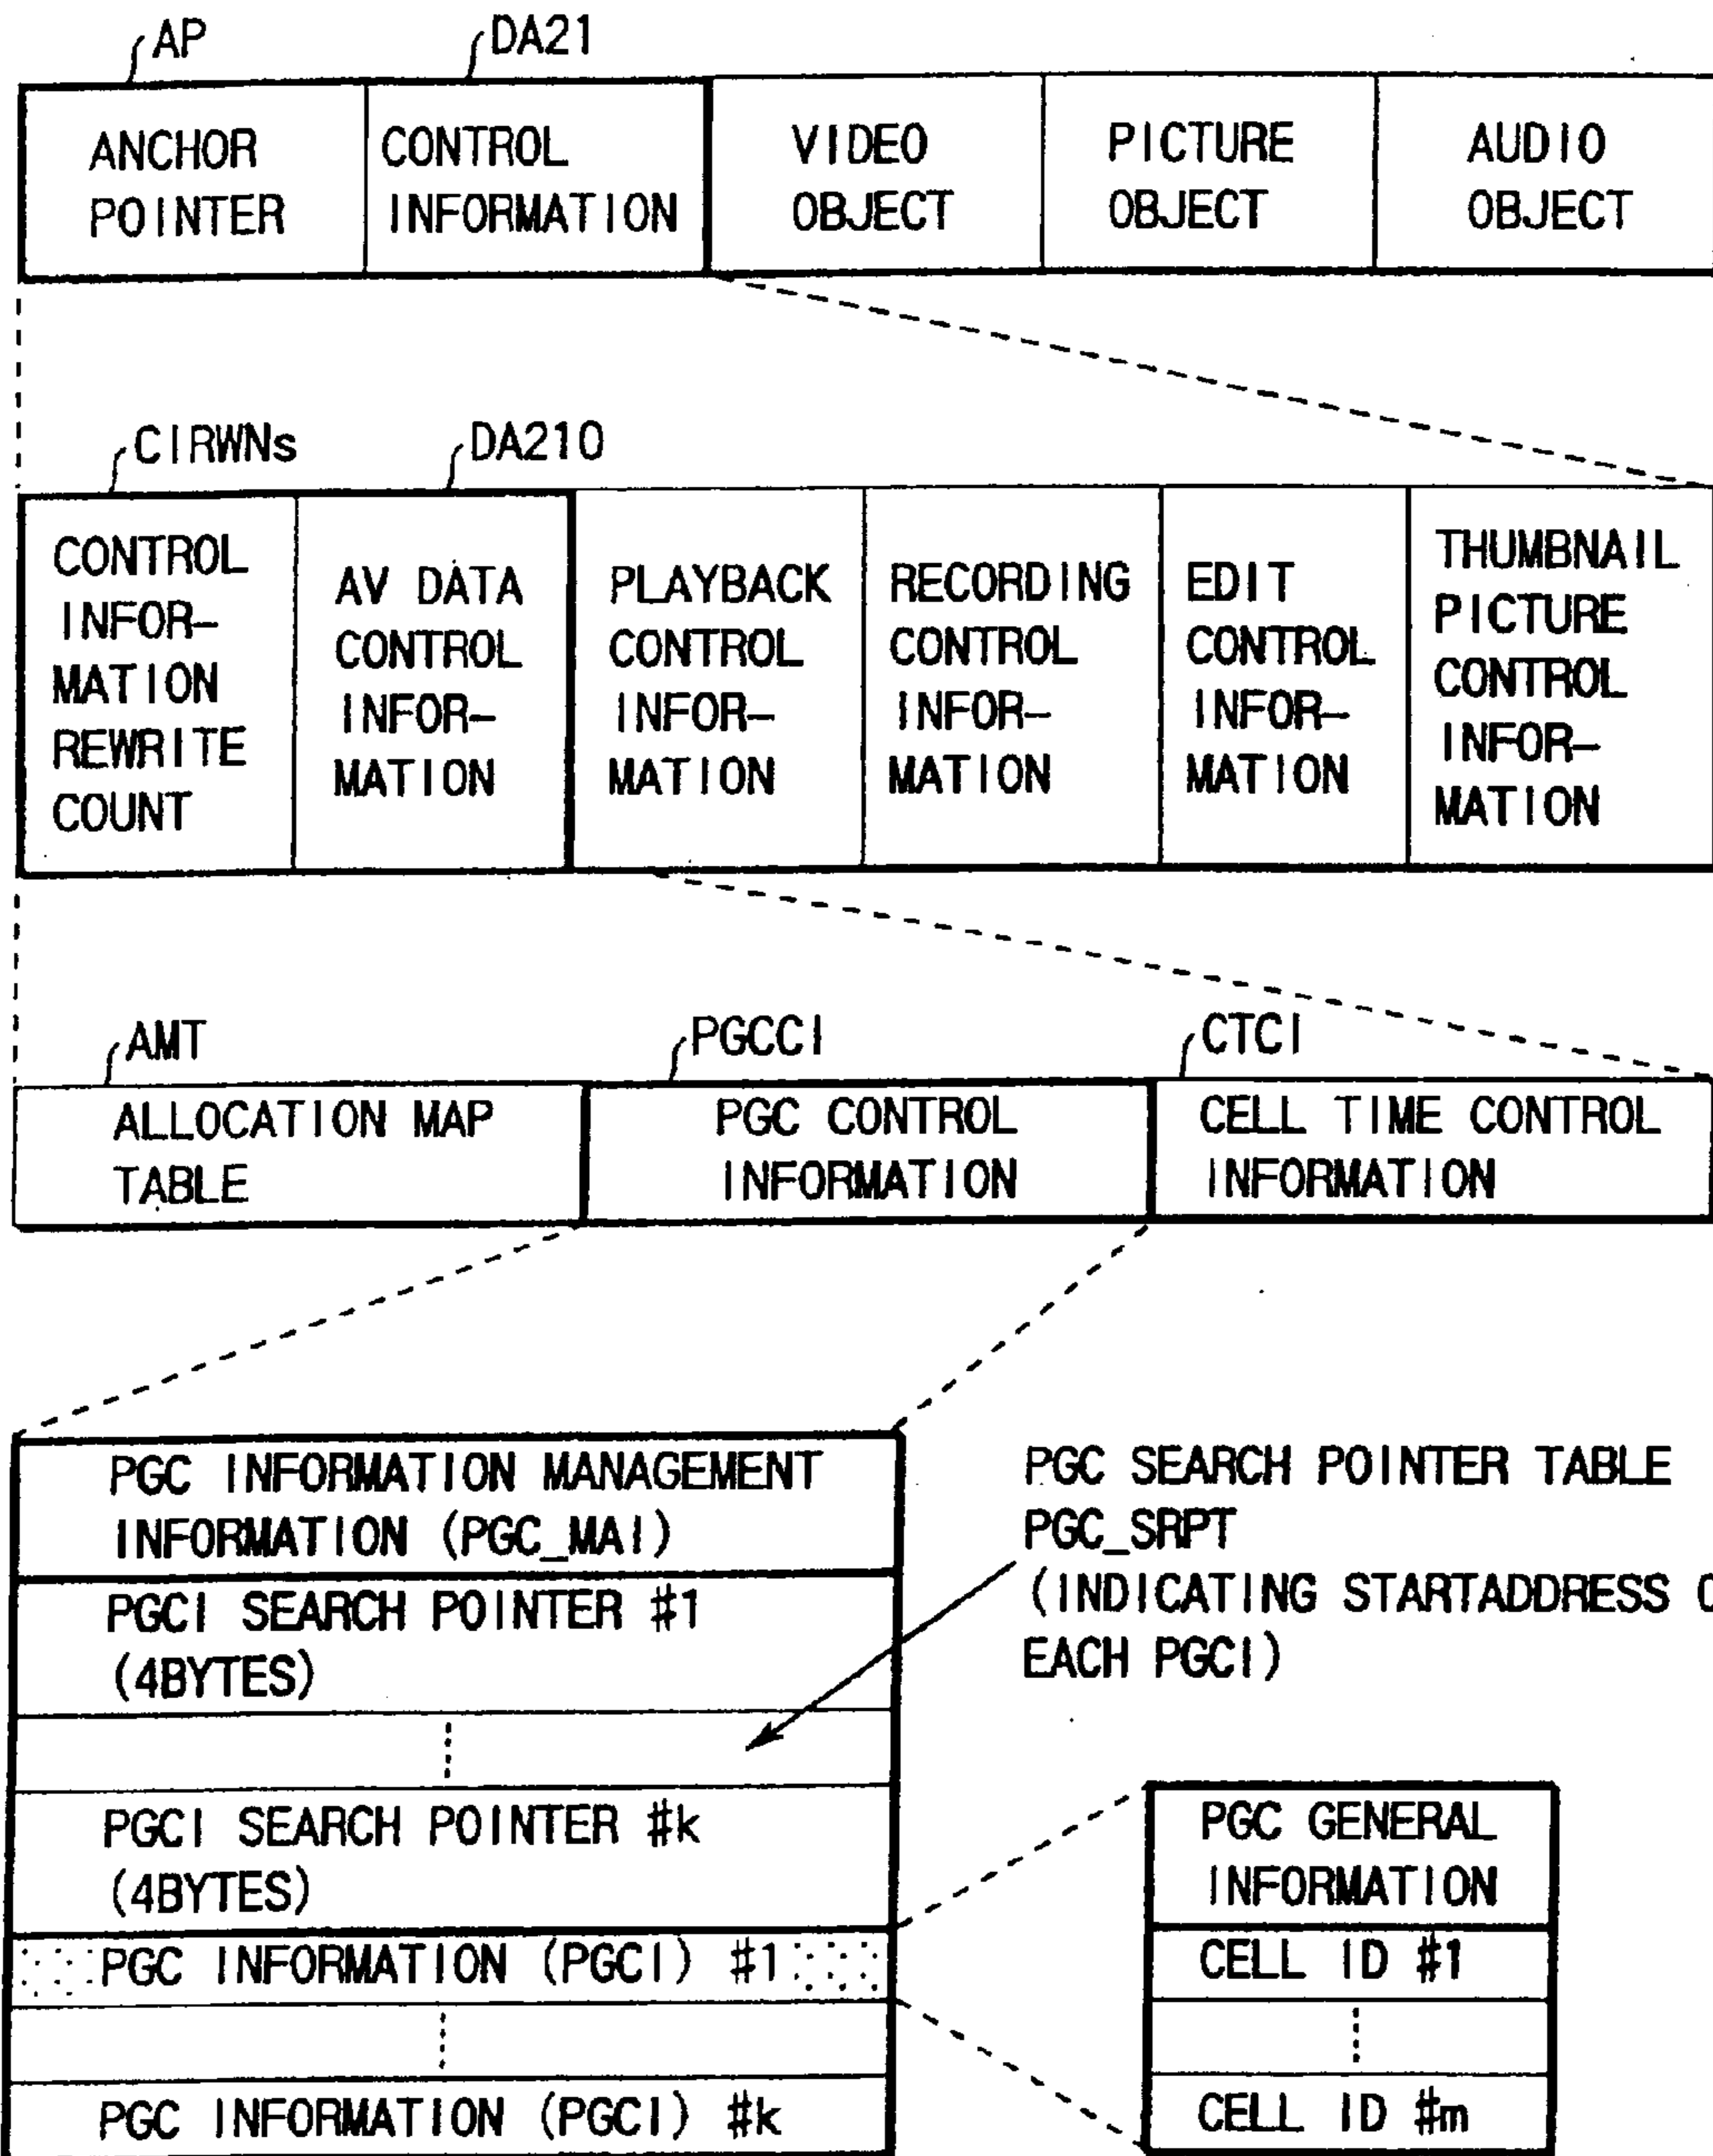 AP
DA21
ANCHOR
POINTER
CONTROL
INFORMATION
VIDEO
OBJECT
PICTURE
OBJECT
AUDIO
OBJECT
CIRWNs
DA210
CONTROL
INFOR-
MATION
REWRITE
COUNT
AV DATA
CONTROL
INFOR-
MATION
PLAYBACK
CONTROL
INFOR-
MATION
RECORDING
CONTROL
INFOR-
MATION
EDIT
CONTROL
INFOR-
MATION
THUMBNAIL
PICTURE
CONTROL
INFOR-
MATION
AMT
PGCCI
CTCI
ALLOCATION MAP
TABLE
PGC CONTROL
INFORMATION
CELL TIME CONTROL
INFORMATION
PGC INFORMATION MANAGEMENT
INFORMATION (PGC_MAI)
PGCI SEARCH POINTER #1
(4BYTES)
PGCI SEARCH POINTER #k
(4BYTES)
PGC INFORMATION (PGCI) #1
PGC INFORMATION (PGCI) #k
PGC SEARCH POINTER TABLE
PGC_SRPT
(INDICATING STARTADDRESS
EACH PGCI)
PGC GENERAL
INFORMATION
CELL ID #1
CELL ID #m